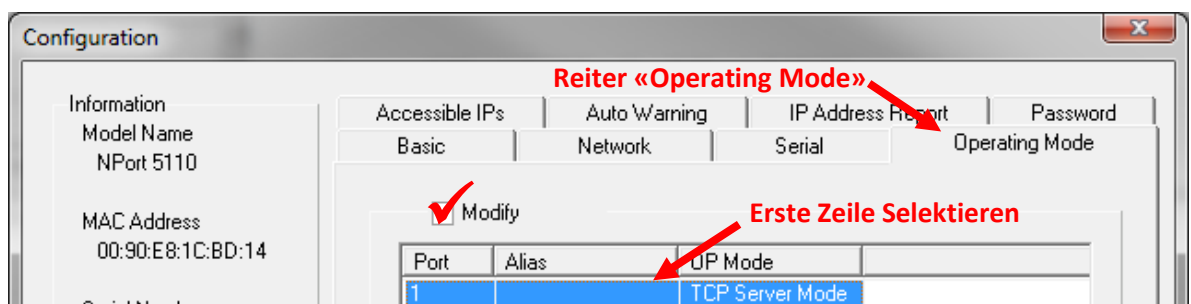 Configuration
Reiter «Operating Mode»
Information
Model Name
NPort 5110
MAC Address
00:90:E8:1C:BD:14
Accessible IPs
Auto Warning
IP Address Report
Password
Basic
Network
Serial
Operating Mode
Modify
Erste Zeile Selektieren
Port
Alias
OP Mode
1
TCP Server Mode